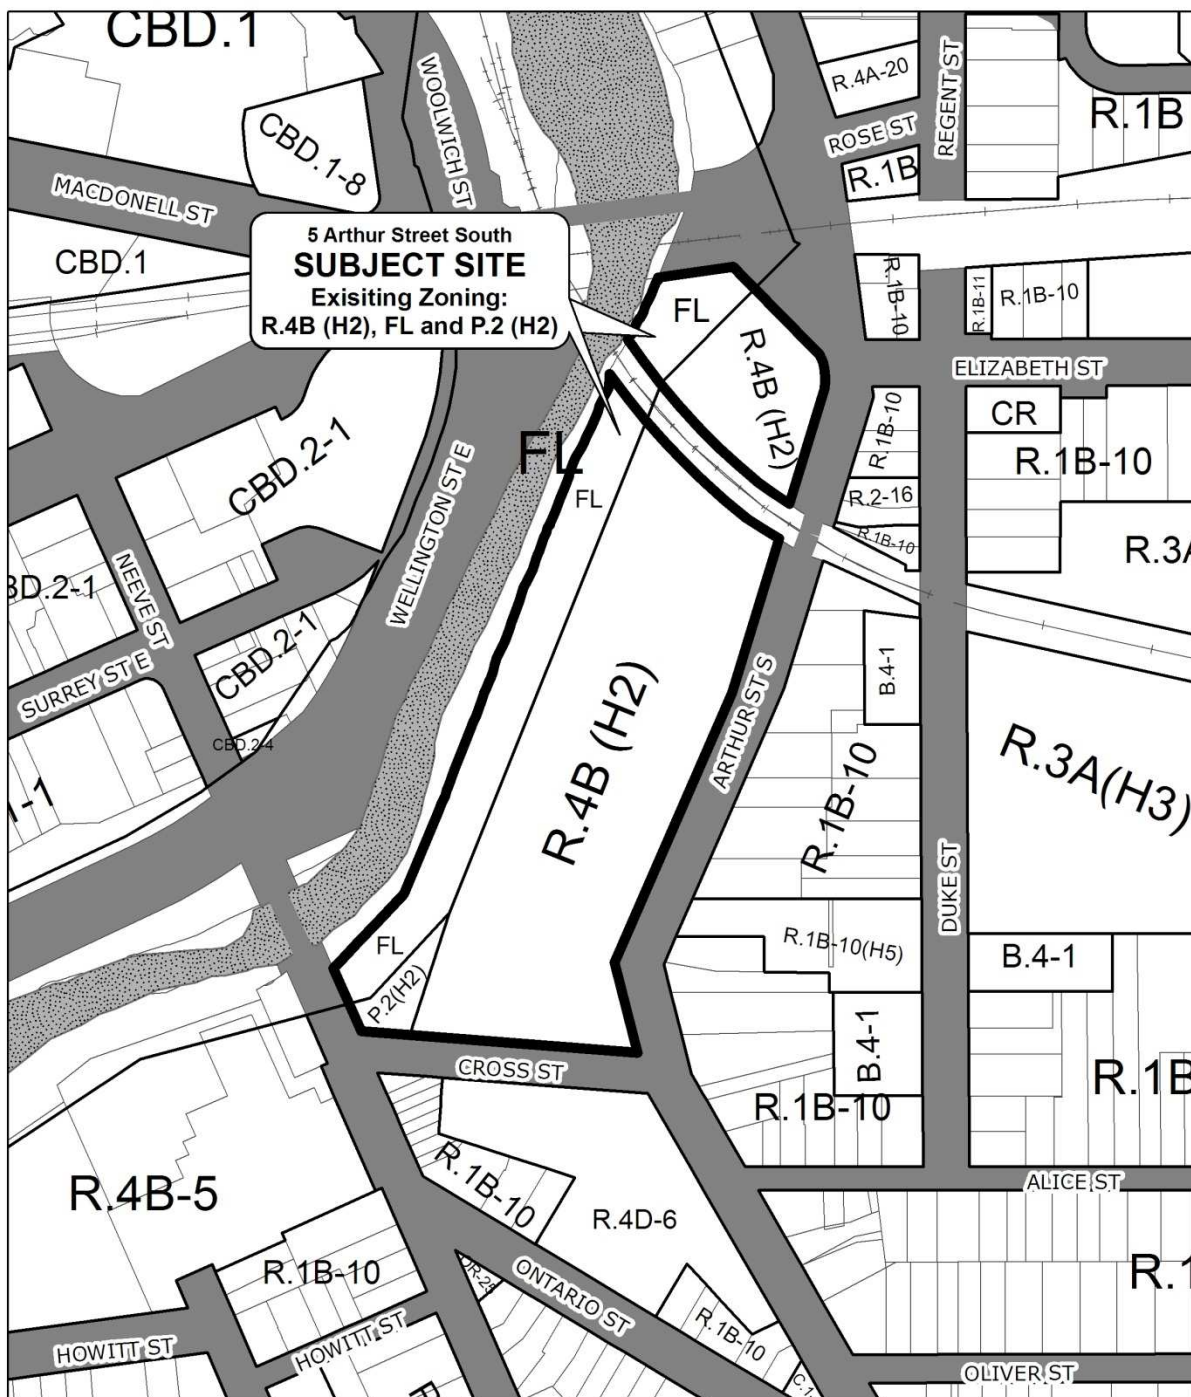 CBD.1
WOOLWICH ST
R.4A-20
REGENT ST
R.1B
ROSE ST
CBD.1-8
R.1B
MACDONELL ST
CBD.1
5 Arthur Street South
SUBJECT SITE
Exisiting Zoning:
R.4B (H2), FL and P.2 (H2)
FL
R.1B-10
R.1B-11
R.1B-10
R.4B (H2)
ELIZABETH ST
CR
R.1B-10
R.1B-10
FL
FL
CBD.2-1
R.2-16
R.1B-10
R.3A
WELLINGTON ST E
NEEVE ST
BD.2-1
CBD.2-1
SURREY ST E
CBD.2-4
B.4-1
ARTHUR ST S
R.4B (H2)
R.3A(H3)
1-1
R.1B-10
DUKE ST
FL
R.1B-10(H5)
B.4-1
P.2(H2)
B.4-1
CROSS ST
R.1B-10
R.1B
R.1B-10
ALICE ST
R.4B-5
R.4D-6
R.1B-10
OR-25
ONTARIO ST
R.1
HOWITT ST
HOWITT ST
R.1B-10
C.1
OLIVER ST